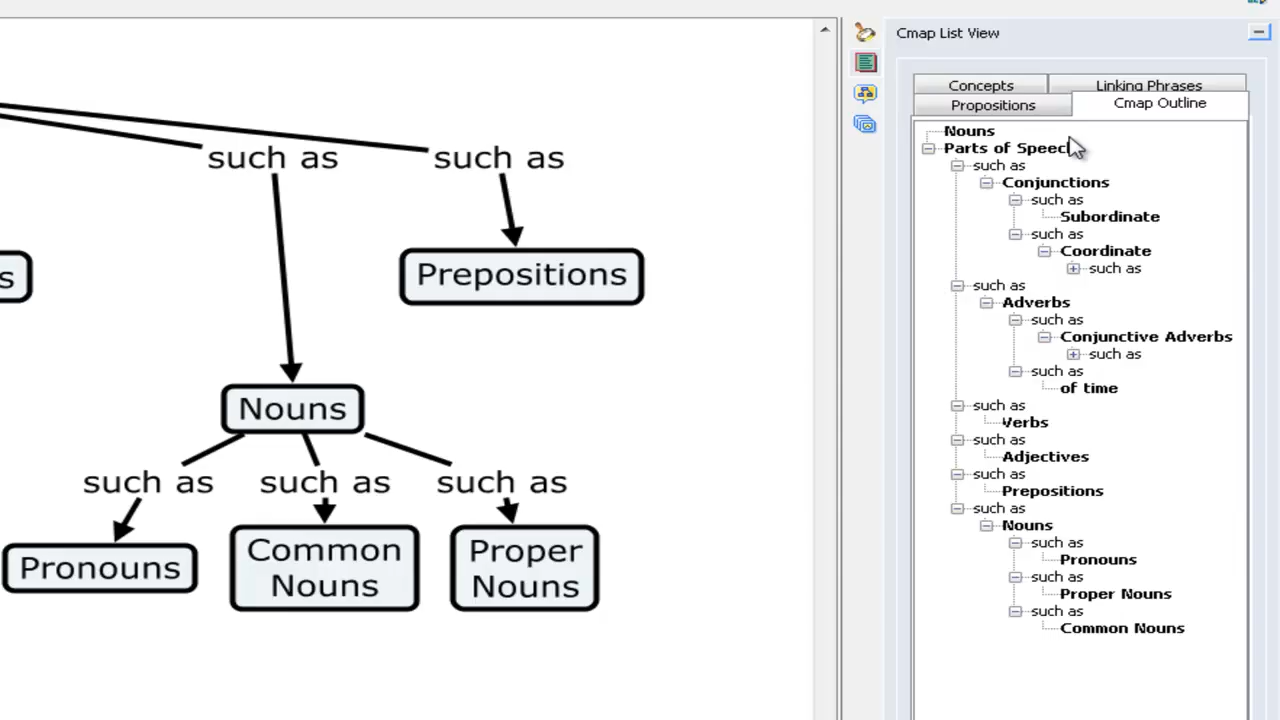 such as
such as
s
Prepositions
Nouns
such as
such as
such as
Pronouns
Common
Nouns
Proper
Nouns
Cmap List View
Concepts
Linking Phrases
Propositions
Cmap Outline
Nouns
Parts of Speech
such as
Conjunctions
such as
Subordinate
such as
Coordinate
such as
such as
Adverbs
such as
Conjunctive Adverbs
such as
such as
of time
such as
Verbs
such as
Adjectives
such as
Prepositions
such as
Nouns
such as
Pronouns
such as
Proper Nouns
such as
Common Nouns